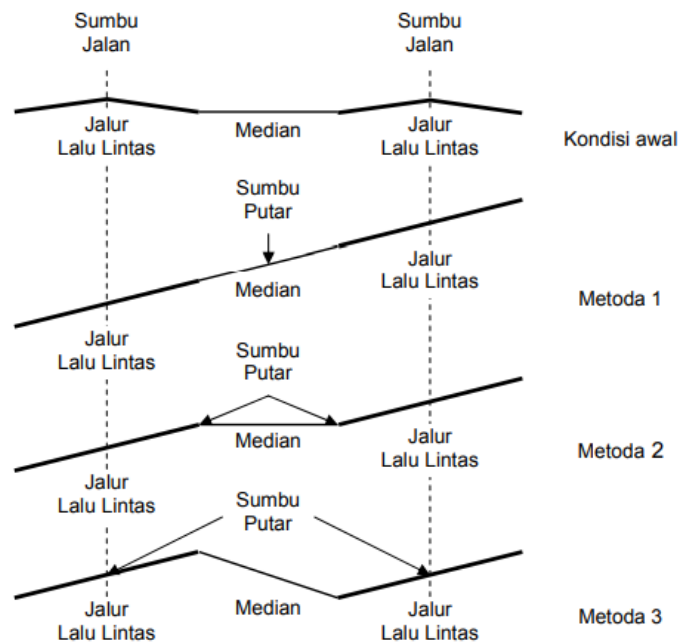 Sumbu
Jalan
Sumbu
Jalan
Jalur
Lalu Lintas
Median
Jalur
Lalu Lintas
Kondisi awal
Sumbu
Putar
Median
Jalur
Lalu Lintas
Jalur
Lalu Lintas
Metoda 1
Sumbu
Putar
Median
Jalur
Lalu Lintas
Jalur
Lalu Lintas
Metoda 2
Sumbu
Putar
Jalur
Lalu Lintas
Median
Jalur
Lalu Lintas
Metoda 3